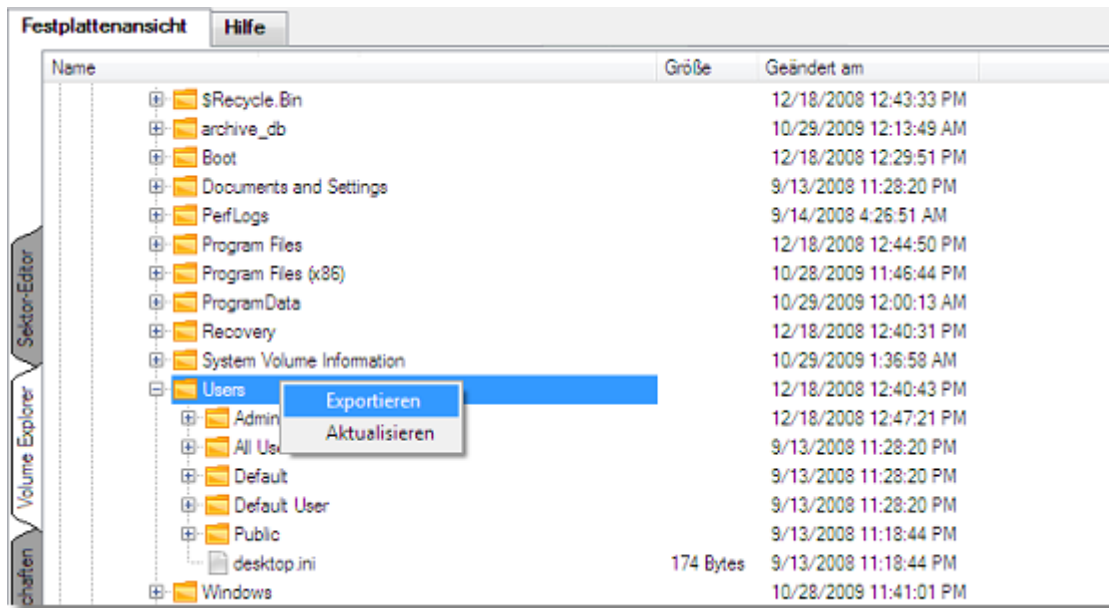 Festplattenansicht Hilfe
Name Größe Geändert am
$Recycle.Bin 12/18/2008 12:43:33 PM
archive_db 10/29/2009 12:13:49 AM
Boot 12/18/2008 12:29:51 PM
Documents and Settings 9/13/2008 11:28:20 PM
PerfLogs 9/14/2008 4:26:51 AM
Program Files 12/18/2008 12:44:50 PM
Program Files (x86) 10/28/2009 11:46:44 PM
ProgramData 10/29/2009 12:00:13 AM
Recovery 12/18/2008 12:40:31 PM
System Volume Information 10/29/2009 1:36:58 AM
Users 12/18/2008 12:40:43 PM
Exportieren
Admin 12/18/2008 12:47:21 PM
Aktualisieren
All Use 9/13/2008 11:28:20 PM
Default 9/13/2008 11:28:20 PM
Default User 9/13/2008 11:28:20 PM
Public 9/13/2008 11:18:44 PM
desktop.ini 174 Bytes 9/13/2008 11:18:44 PM
Windows 10/28/2009 11:41:01 PM
Sektor-Editor
Volume Explorer
chaften